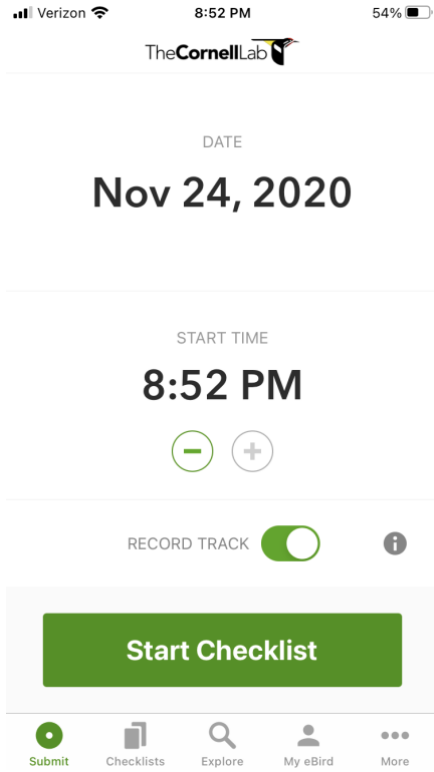 Verizon 8:52 PM 54%
TheCornellLab
DATE
Nov 24, 2020
START TIME
8:52 PM
RECORD TRACK
Start Checklist
Submit Checklists Explore My eBird More